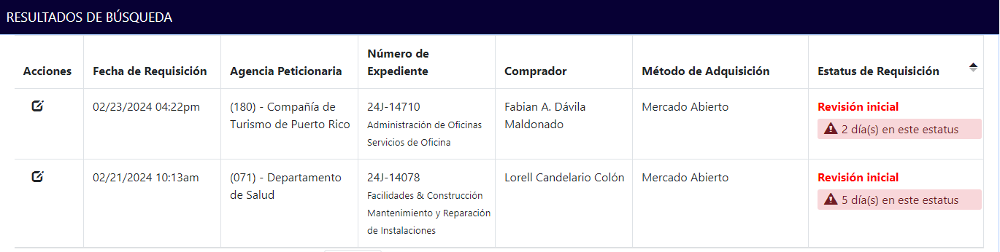 RESULTADOS DE BÚSQUEDA
Acciones
Fecha de Requisición
Agencia Peticionaria
Número de
Expediente
Comprador
Método de Adquisición
Estatus de Requisición
02/23/2024 04:22pm
(180) - Compañía de
Turismo de Puerto Rico
24J-14710
Administración de Oficinas
Servicios de Oficina
Fabian A. Dávila
Maldonado
Mercado Abierto
Revisión inicial
2 día(s) en este estatus
02/21/2024 10:13am
(071) - Departamento
de Salud
24J-14078
Facilidades & Construcción
Mantenimiento y Reparación
de Instalaciones
Lorell Candelario Colón
Mercado Abierto
Revisión inicial
5 día(s) en este estatus